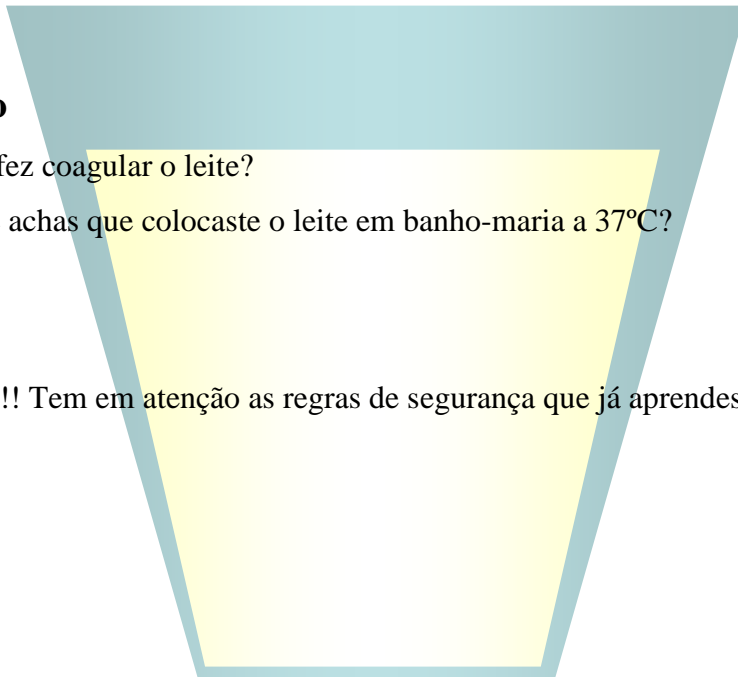 o
fez coagular o leite?
achas que colocaste o leite em banho-maria a 37ºC?
!! Tem em atenção as regras de segurança que já aprendes